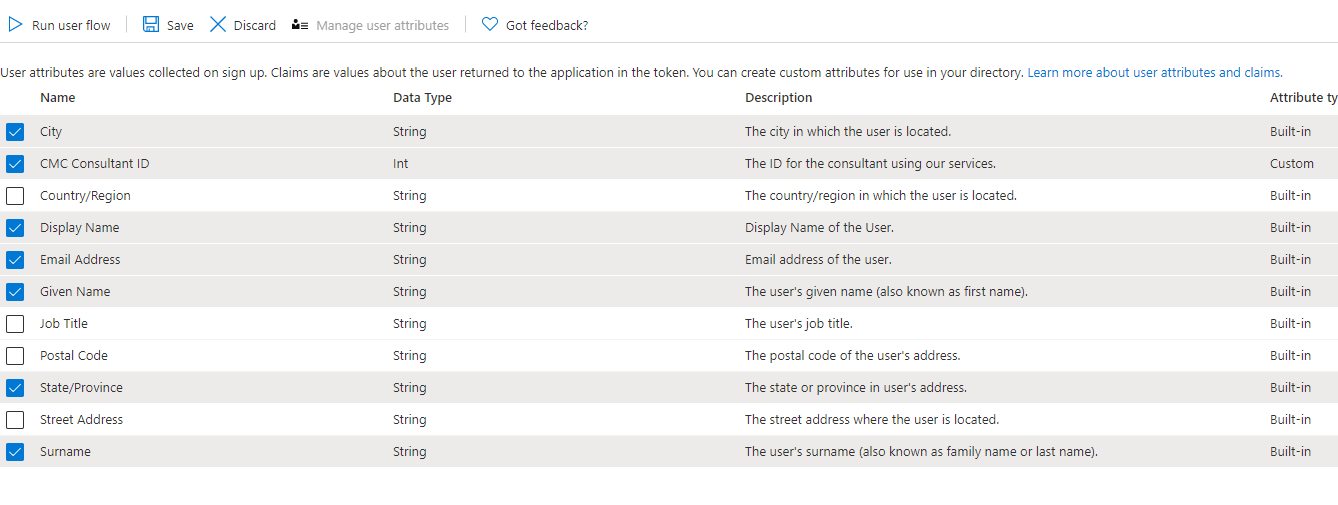 Run user flow Save Discard Manage user attributes Got feedback?
User attributes are values collected on sign up. Claims are values about the user returned to the application in the token. You can create custom attributes for use in your directory. Learn more about user attributes and claims.
Name Data Type Description Attribute ty
City String The city in which the user is located. Built-in
CMC Consultant ID Int The ID for the consultant using our services. Custom
Country/Region String The country/region in which the user is located. Built-in
Display Name String Display Name of the User. Built-in
Email Address String Email address of the user. Built-in
Given Name String The user's given name (also known as first name). Built-in
Job Title String The user's job title. Built-in
Postal Code String The postal code of the user's address. Built-in
State/Province String The state or province in user's address. Built-in
Street Address String The street address where the user is located. Built-in
Surname String The user's surname (also known as family name or last name). Built-in